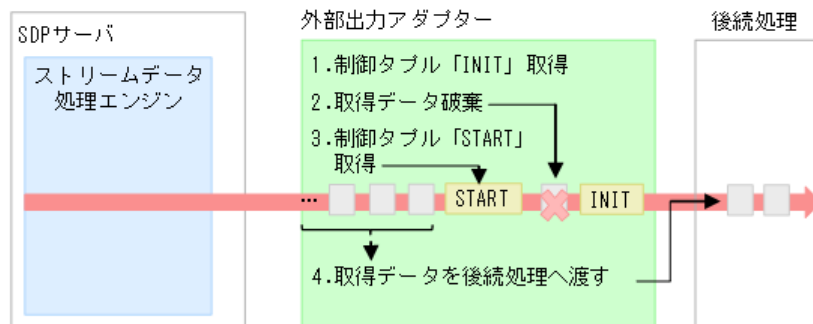 SDPサーバ
ストリームデータ
処理エンジン
外部出力アダプター
1.制御タプル「INIT」取得
2.取得データ破棄
3.制御タプル「START」
取得
… START INIT
4.取得データを後続処理へ渡す
後続処理